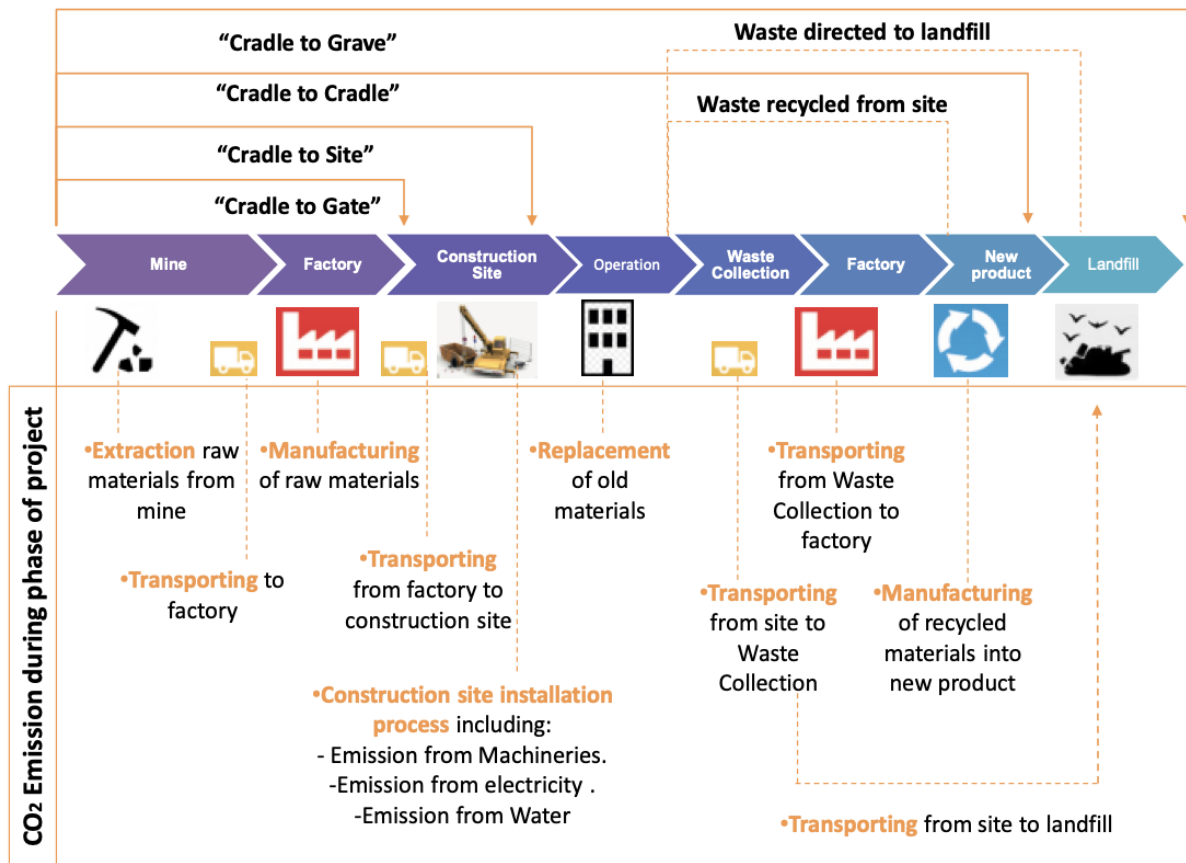 “Cradle to Grave”
Waste directed to landfill
“Cradle to Cradle”
Waste recycled from site
“Cradle to Site”
“Cradle to Gate”
Mine
Factory
Construction
Site
Operation
Waste
Collection
Factory
New
product
Landfill
CO2 Emission during phase of project
•Extraction raw
materials from
mine
•Transporting to
factory
•Manufacturing
of raw materials
•Transporting
from factory to
construction site
•Construction site installation
process including:
- Emission from Machineries.
-Emission from electricity .
-Emission from Water
•Replacement
of old
materials
•Transporting
from site to
Waste
Collection
•Transporting
from Waste
Collection to
factory
•Manufacturing
of recycled
materials into
new product
•Transporting from site to landfill